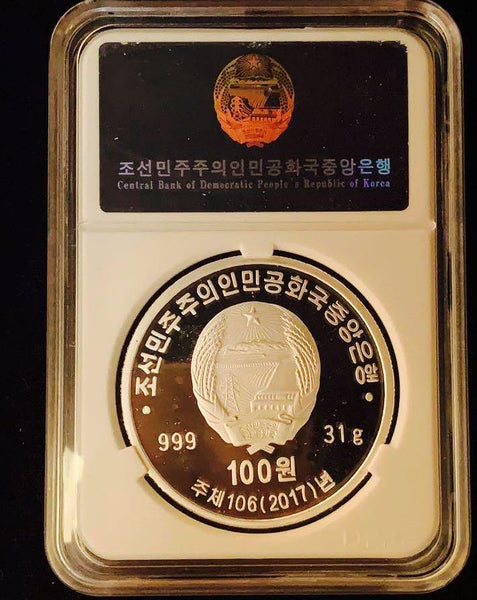 조선민주주의인민공화국중앙은행
Central Bank of Democratic People's Republic of Korea
·조선민주주의인민공화국중앙은행·
999
31g
100원
주체106(2017)년